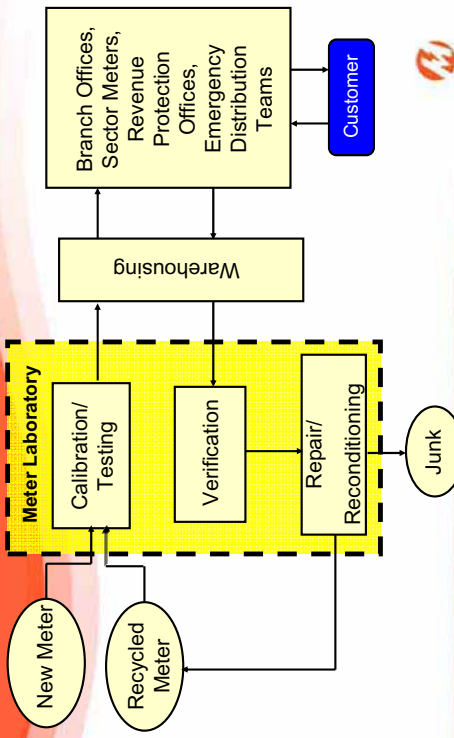 New Meter
Recycled
Meter
Meter Laboratory
Calibration/
Testing
Verification
Repair/
Reconditioning
Junk
Warehousing
Branch Offices,
Sector Meters,
Revenue
Protection
Offices,
Emergency
Distribution
Teams
Customer